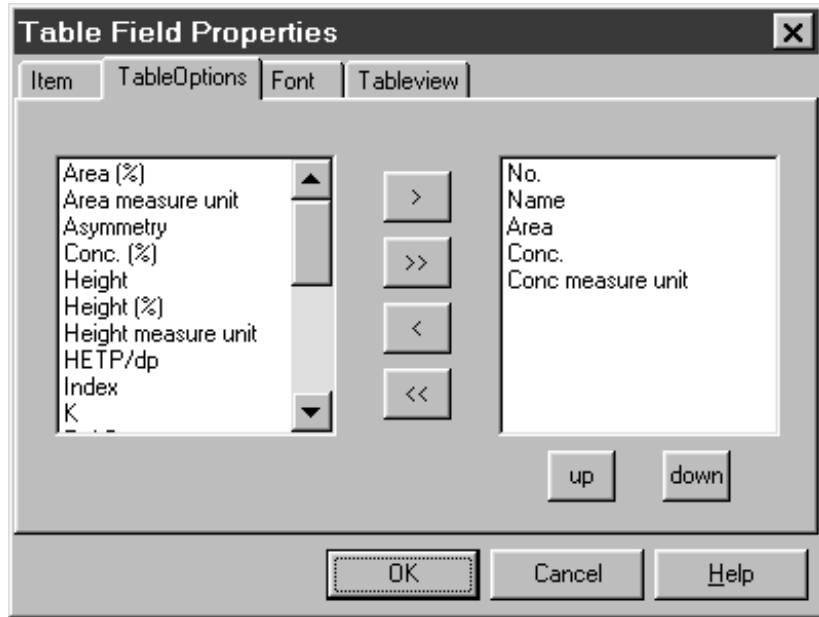 Table Field Properties
Item TableOptions Font Tableview
Area (%)
Area measure unit
Asymmetry
Conc. (%)
Height
Height (%)
Height measure unit
HETP/dp
Index
K
>
>>
<
<<
No.
Name
Area
Conc.
Conc measure unit
up down
OK Cancel Help